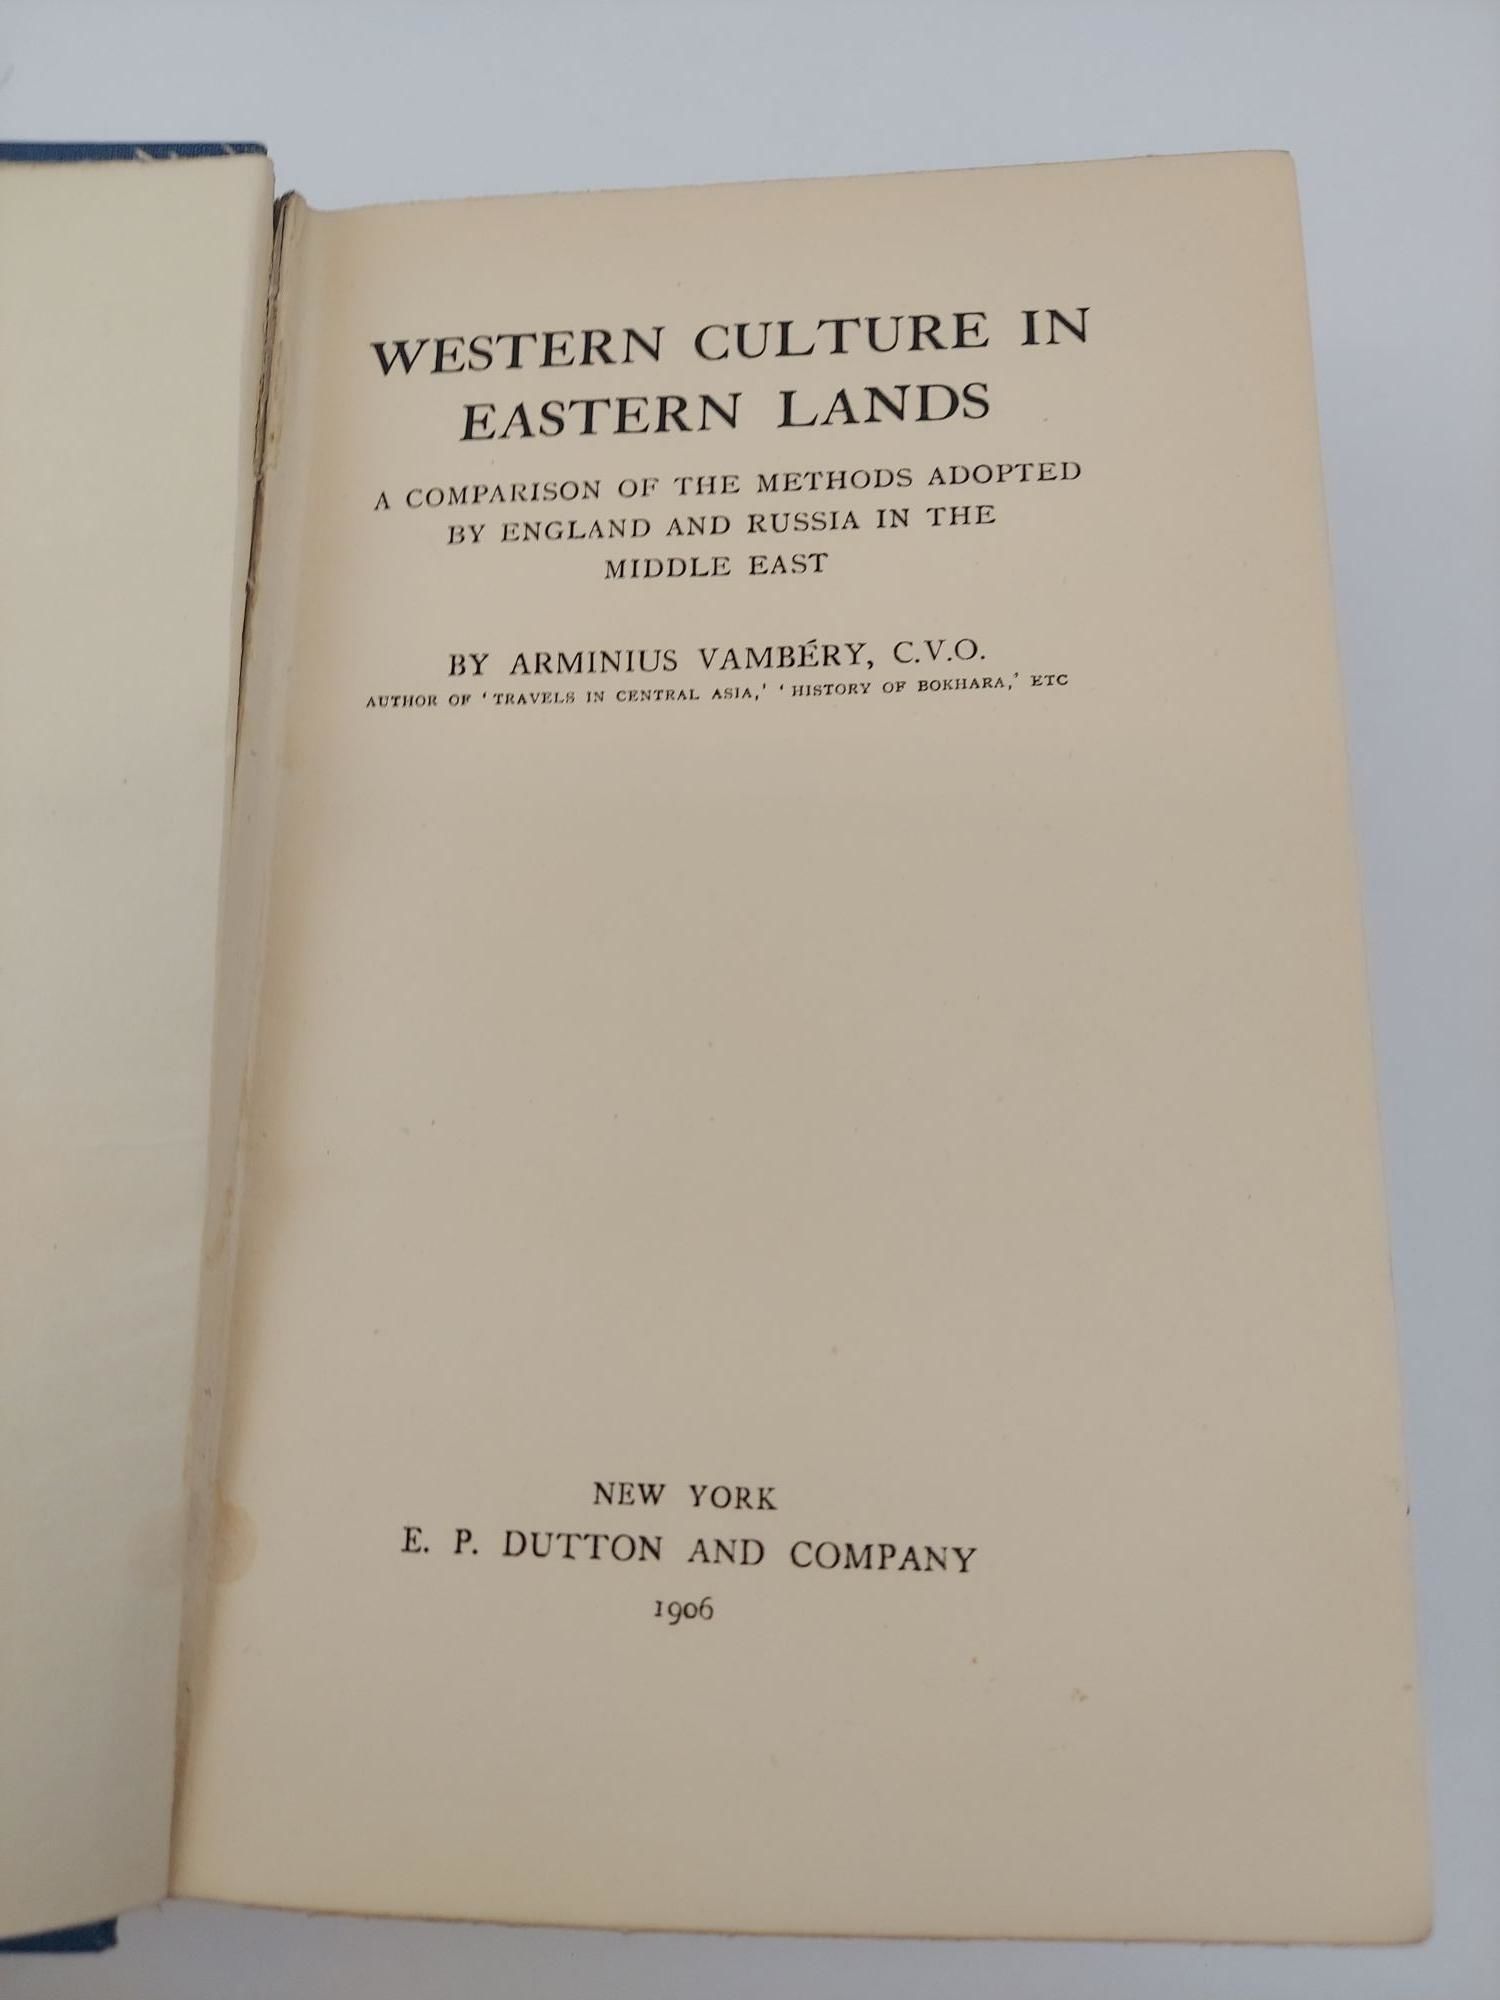 WESTERN CULTURE IN
EASTERN LANDS
A COMPARISON OF THE METHODS ADOPTED
BY ENGLAND AND RUSSIA IN THE
MIDDLE EAST
BY ARMINIUS VAMBÉRY, C.V.O.
AUTHOR OF ‘ TRAVELS IN CENTRAL ASIA,’ ‘ HISTORY OF BOKHARA,’ ETC
NEW YORK
E. P. DUTTON AND COMPANY
1906